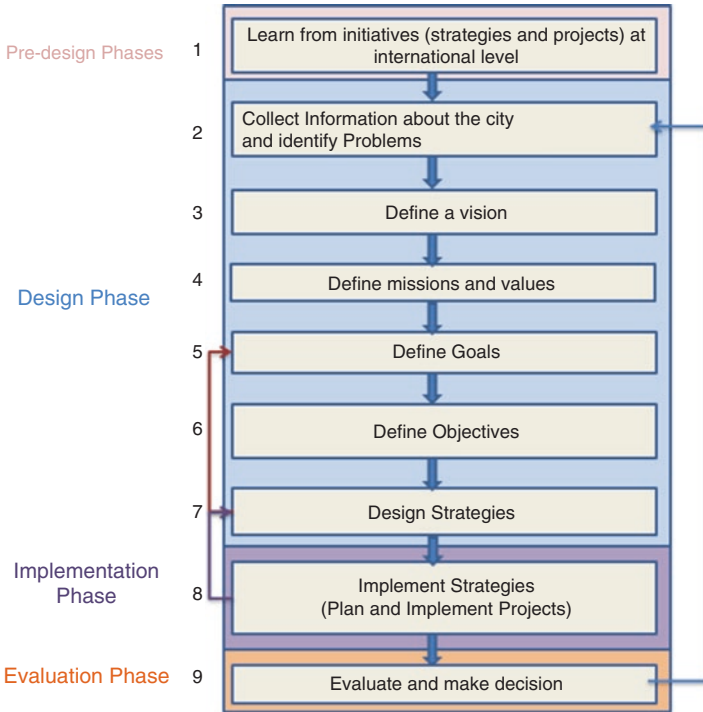 Pre-design Phases
1
Learn from initiatives (strategies and projects) at
international level
2
Collect Information about the city
and identify Problems
3
Define a vision
Design Phase
4
Define missions and values
5
Define Goals
6
Define Objectives
7
Design Strategies
Implementation
Phase
8
Implement Strategies
(Plan and Implement Projects)
Evaluation Phase
9
Evaluate and make decision